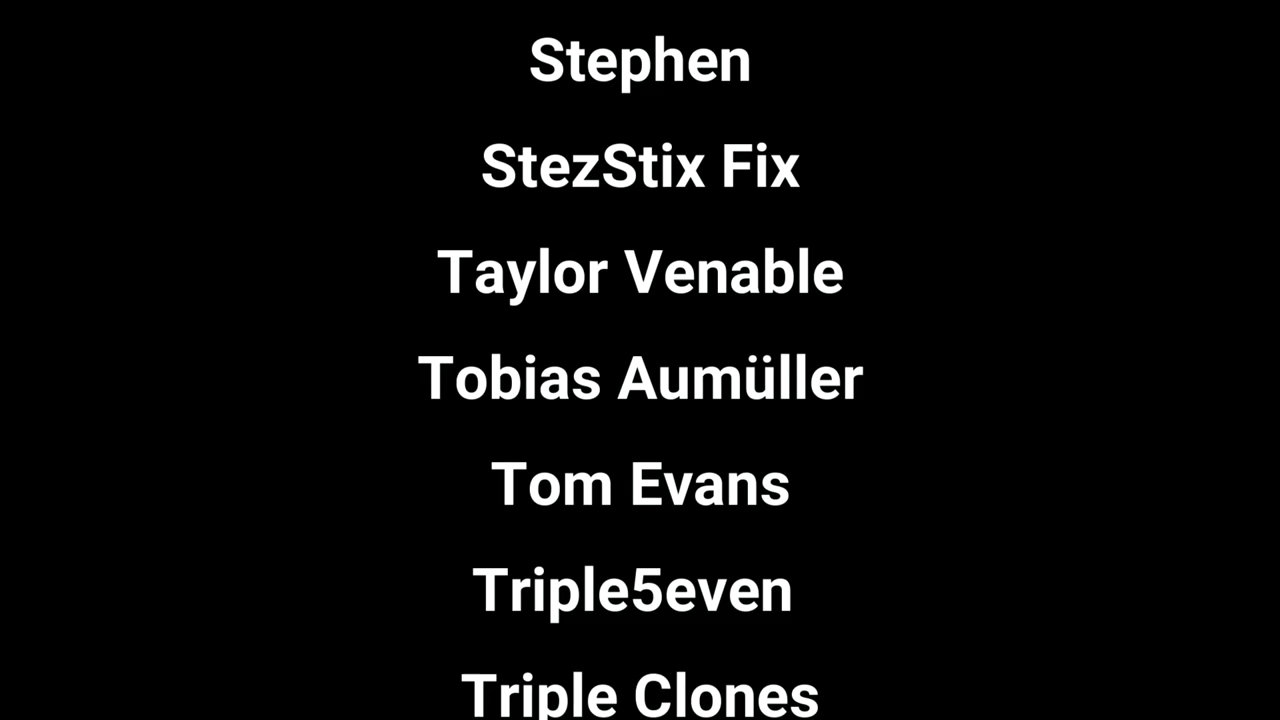 Stephen
StezStix Fix
Taylor Venable
Tobias Aumüller
Tom Evans
Triple5even
Triple Clones